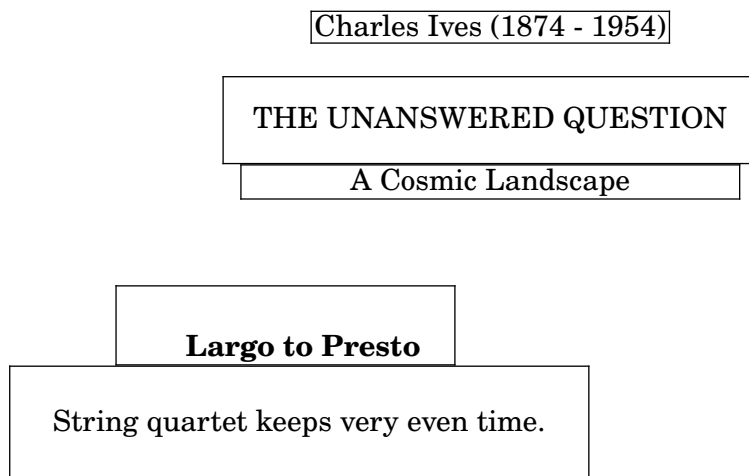 Charles Ives (1874 - 1954)
THE UNANSWERED QUESTION
A Cosmic Landscape
Largo to Presto
String quartet keeps very even time.